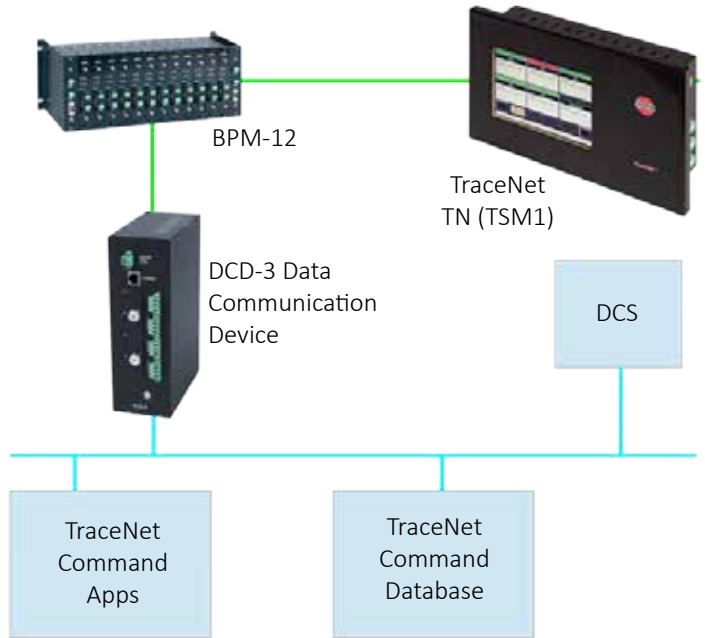 BPM-12
TraceNet
TN (TSM1)
DCD-3 Data
Communication
Device
DCS
TraceNet
Command
Apps
TraceNet
Command
Database